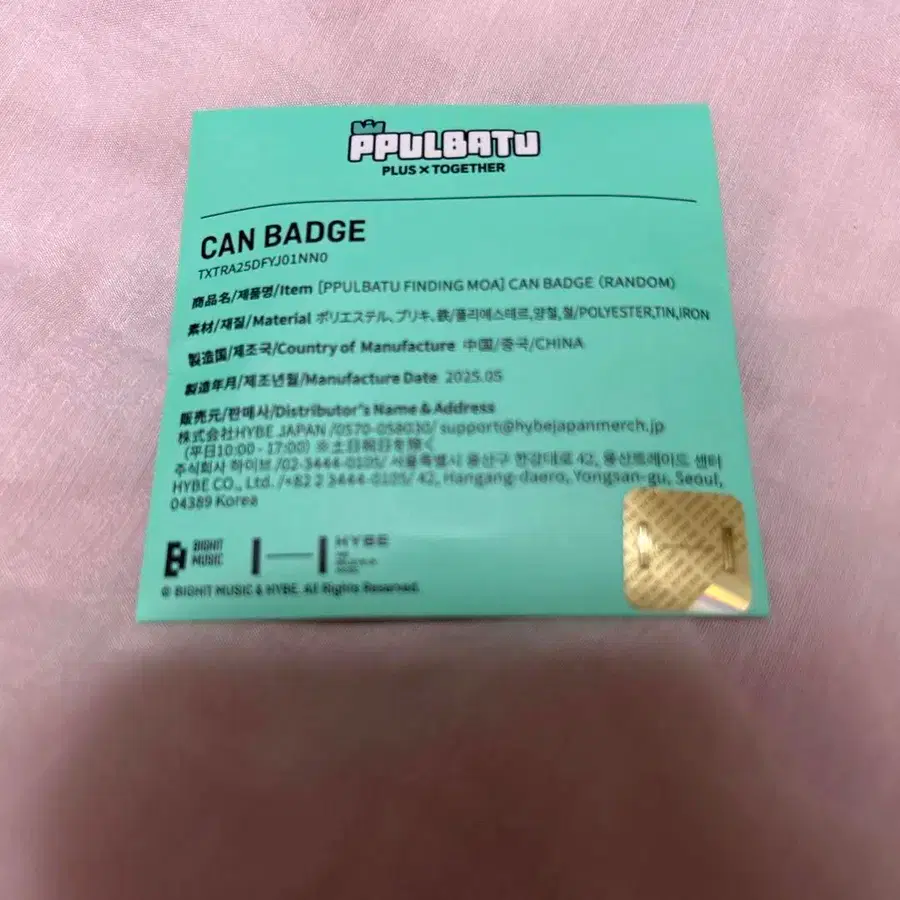 PPULBATU
PLUS × TOGETHER
CAN BADGE
TXTRA25DFYJ01NN0
商品名/제품명/Item [PPULBATU FINDING MOA] CAN BADGE (RANDOM)
素材/재질/Material ポリエステル、ブリキ、鉄/폴리에스테르,양철,철/POLYESTER,TIN,IRON
製造国/제조국/Country of Manufacture 中国/중국/CHINA
製造年月/제조년월/Manufacture Date 2025.05
販売元/판매사/Distributor's Name & Address
株式会社HYBE JAPAN /0570-058030/ support@hybejapanmerch.jp
(平日10:00 - 17:00) ※土日祝日を除く
주식회사 하이브 /02-3444-0105/ 서울특별시 용산구 한강대로 42, 용산트레이드 센터
HYBE CO., Ltd. /+82 2 3444-0105/ 42, Hangang-daero, Yongsan-gu, Seoul,
04389 Korea
BIGHIT
MUSIC
HYBE
© BIGHIT MUSIC & HYBE. All Rights Reserved.